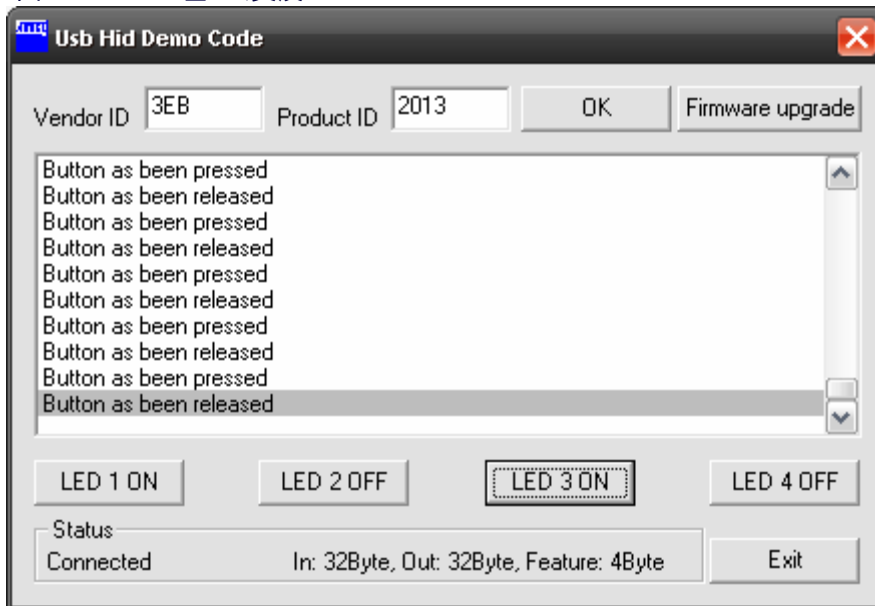 Usb Hid Demo Code
Vendor ID 3EB Product ID 2013 OK Firmware upgrade
Button as been pressed
Button as been released
Button as been pressed
Button as been released
Button as been pressed
Button as been released
Button as been pressed
Button as been released
Button as been pressed
Button as been released
LED 1 ON LED 2 OFF LED 3 ON LED 4 OFF
Status
Connected In: 32Byte, Out: 32Byte, Feature: 4Byte Exit